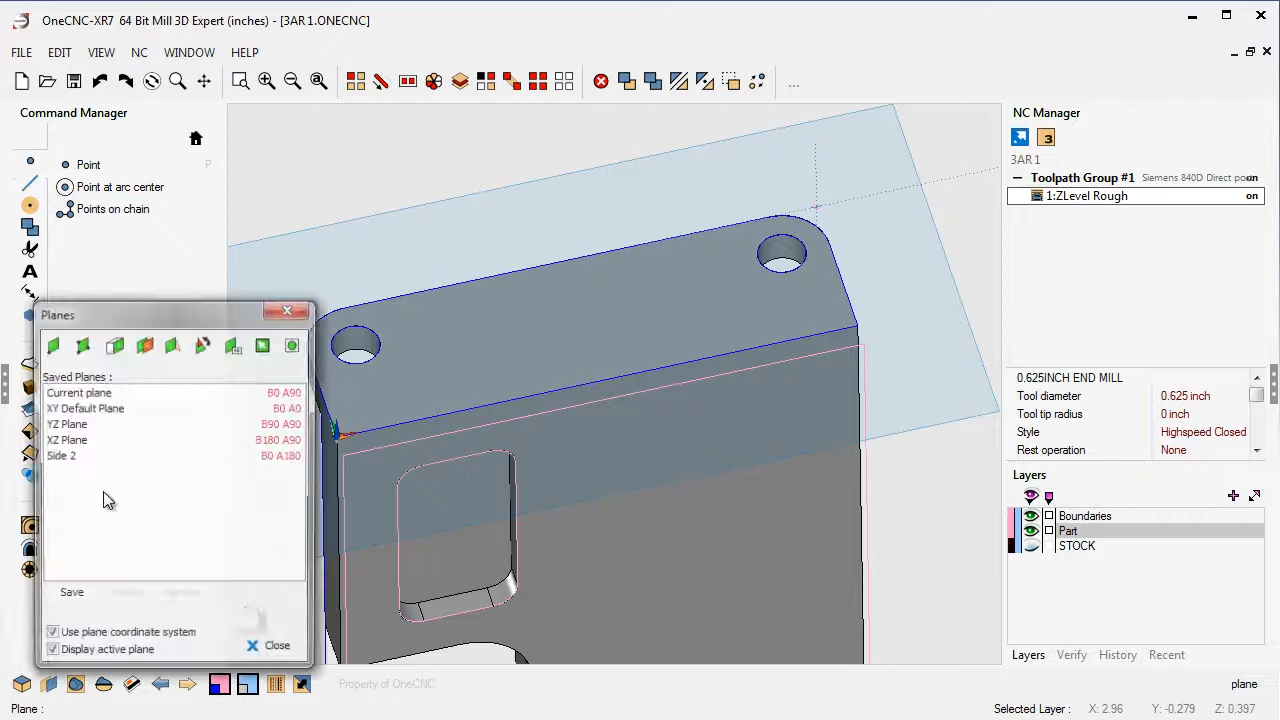 OneCNC-XR7 64 Bit Mill 3D Expert (inches) - [3AR 1.ONECNC]
FILE EDIT VIEW NC WINDOW HELP
Command Manager
Point P
Point at arc center
Points on chain
Planes
Saved Planes :
Current plane B0 A90
XY Default Plane B0 A0
YZ Plane B90 A90
XZ Plane B180 A90
Side 2 B0 A180
Save
Use plane coordinate system
Display active plane
Close
NC Manager
3AR 1
Toolpath Group #1 Siemens 840D Direct on
1:ZLevel Rough on
0.625INCH END MILL
Tool diameter 0.625 inch
Tool tip radius 0 inch
Style Highspeed Closed
Rest operation None
Layers
Boundaries
Part
STOCK
Layers Verify History Recent
Property of OneCNC
plane
Plane :
Selected Layer : X: 2.96 Y: -0.279 Z: 0.397